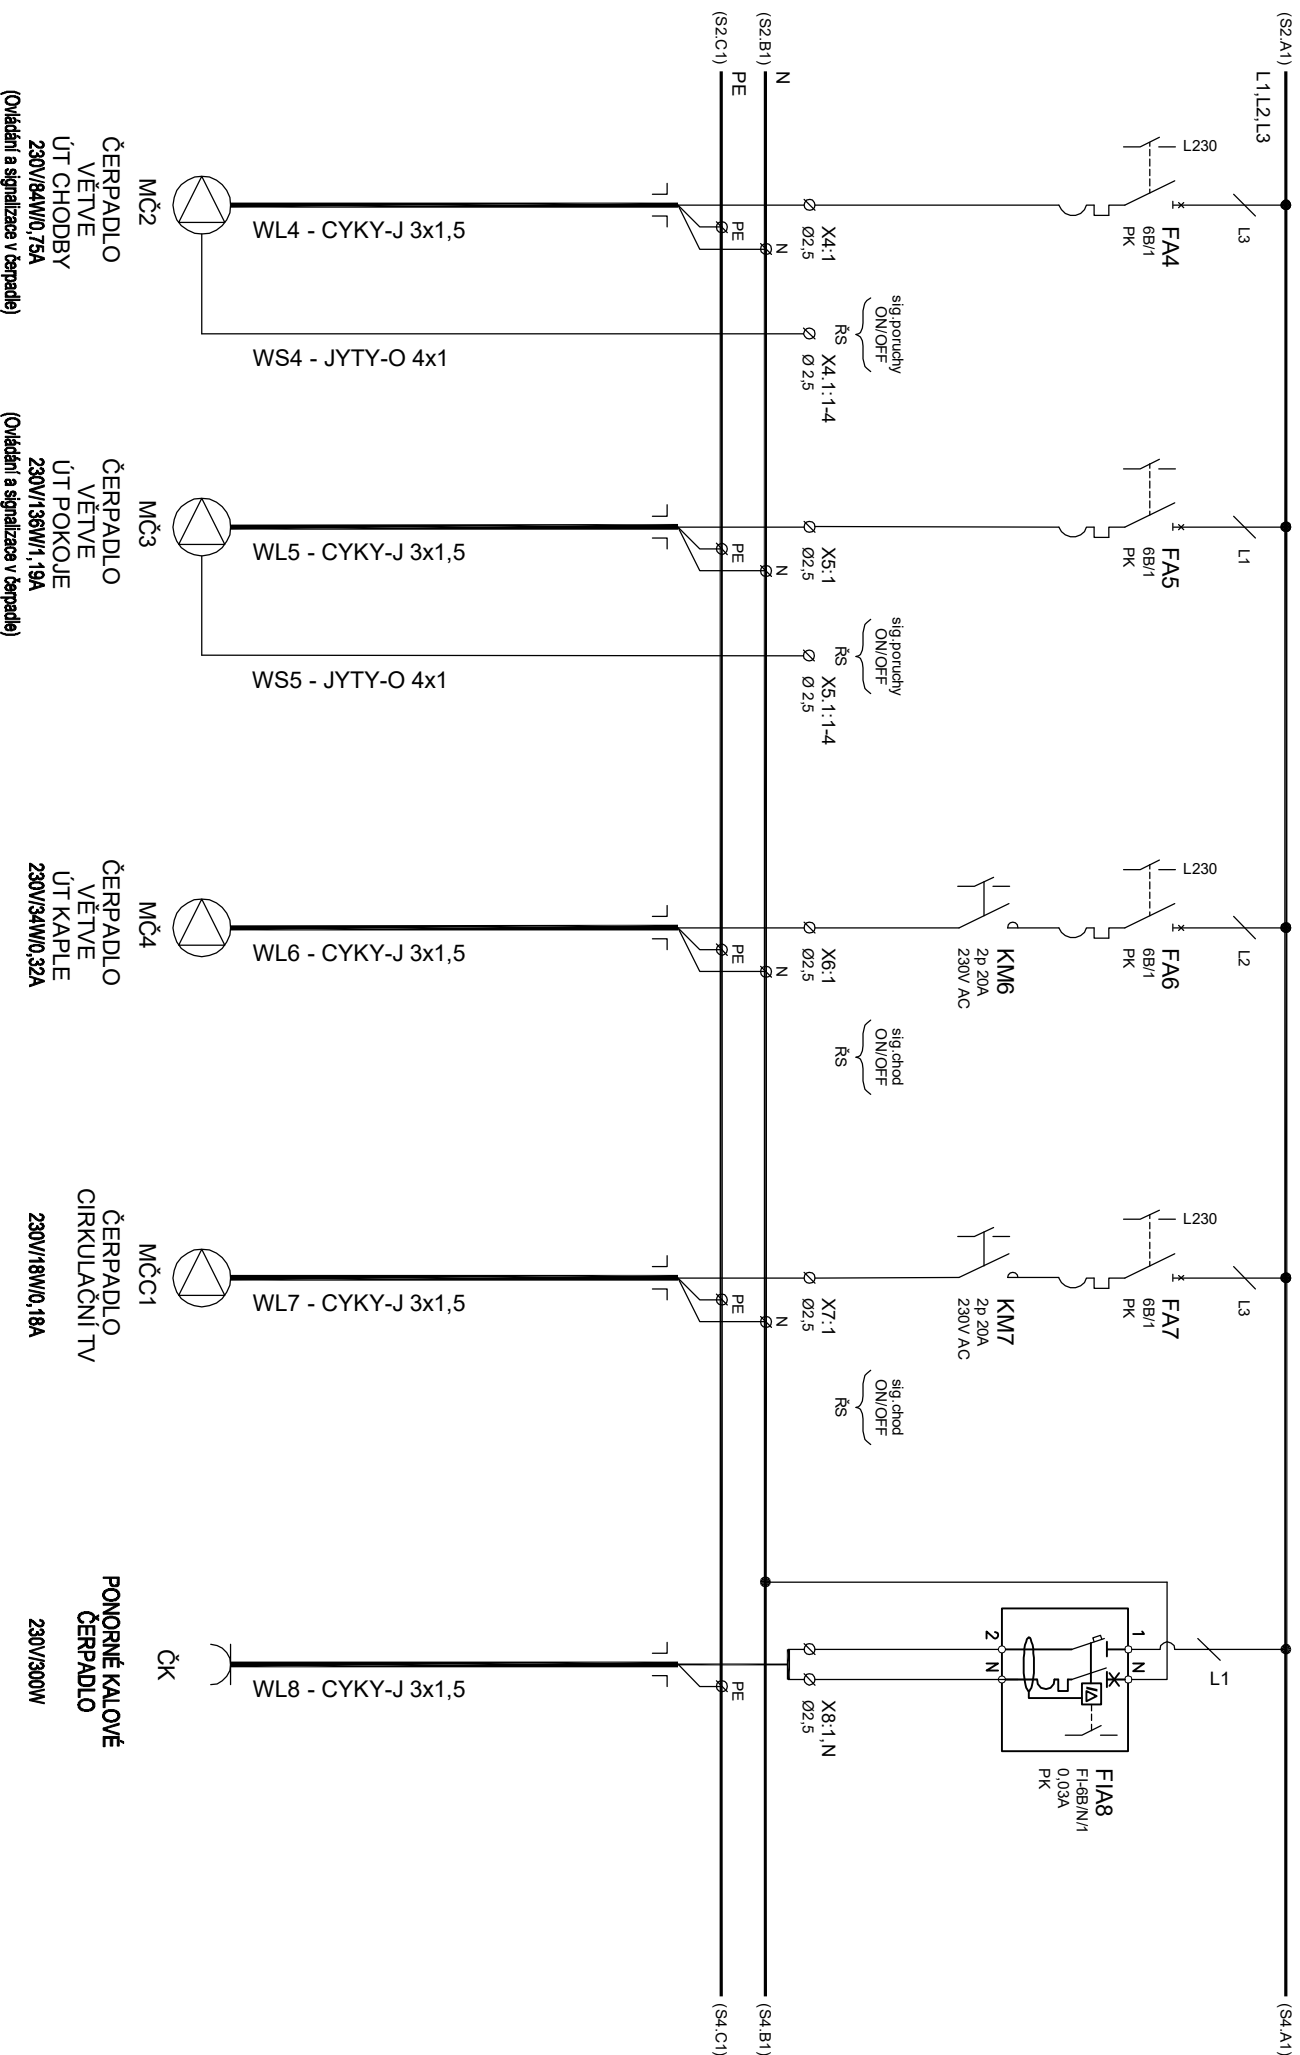 (S2.A1)
L1,L2,L3
(S4.A1)
L3
L230
FA4
6B/1
PK
L1
FA5
6B/1
PK
L2
L230
FA6
6B/1
PK
KM6
2p 20A
230V AC
L3
L230
FA7
6B/1
PK
KM7
2p 20A
230V AC
L1
1
N
2
N
FIA8
FI-6B/N/1
0,03A
PK
sig.poruchy
ON/OFF
ŘS
sig.poruchy
ON/OFF
ŘS
sig.chod
ON/OFF
ŘS
sig.chod
ON/OFF
ŘS
X4:1
Ø2,5
X4.1:1-4
Ø 2,5
X5:1
Ø2,5
X5.1:1-4
Ø 2,5
X6:1
Ø2,5
X7:1
Ø2,5
X8:1,N
Ø2,5
(S2.B1)
N
N
N
N
N
(S4.B1)
(S2.C1)
PE
PE
PE
PE
PE
PE
(S4.C1)
WL4 - CYKY-J 3x1,5
WS4 - JYTY-O 4x1
WL5 - CYKY-J 3x1,5
WS5 - JYTY-O 4x1
WL6 - CYKY-J 3x1,5
WL7 - CYKY-J 3x1,5
WL8 - CYKY-J 3x1,5
MČ2
ČERPADLO
VĚTVE
ÚT CHODBY
230V/84W/0,75A
(Ovládání a signalizace v čerpadle)
MČ3
ČERPADLO
VĚTVE
ÚT POKOJE
230V/136W/1,19A
(Ovládání a signalizace v čerpadle)
MČ4
ČERPADLO
VĚTVE
ÚT KAPLE
230V/34W/0,32A
MČC1
ČERPADLO
CIRKULAČNÍ TV
230V/18W/0,18A
ČK
PONORNÉ KALOVÉ
ČERPADLO
230V/300W